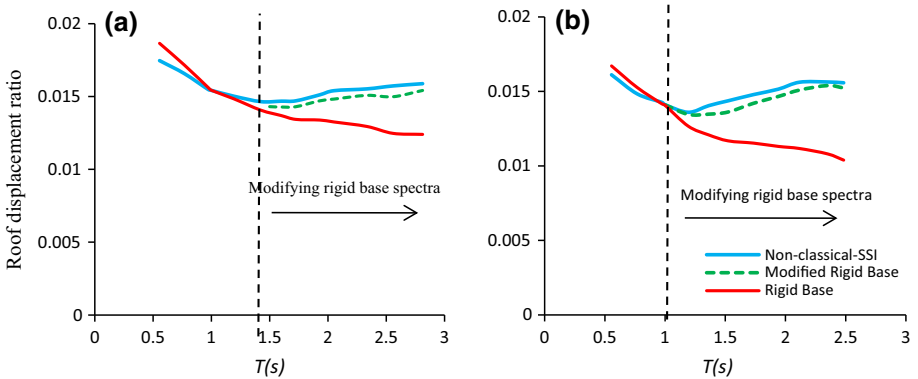 (a)
Roof displacement ratio
0.02
0.015
0.01
0.005
0
0 0.5 1 1.5 2 2.5 3
T(s)
Modifying rigid base spectra
(b)
0.02
0.015
0.01
0.005
0
0 0.5 1 1.5 2 2.5 3
T(s)
Modifying rigid base spectra
Non-classical-SSI
Modified Rigid Base
Rigid Base